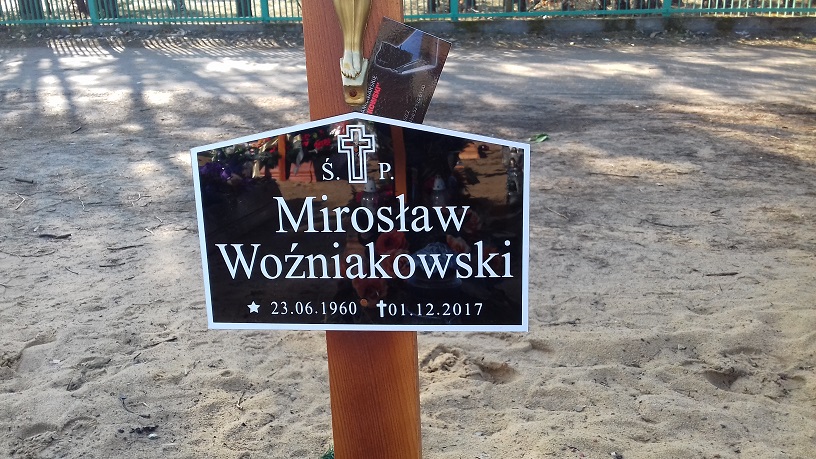 Ś. P.
Mirosław
Woźniakowski
23.06.1960 01.12.2017